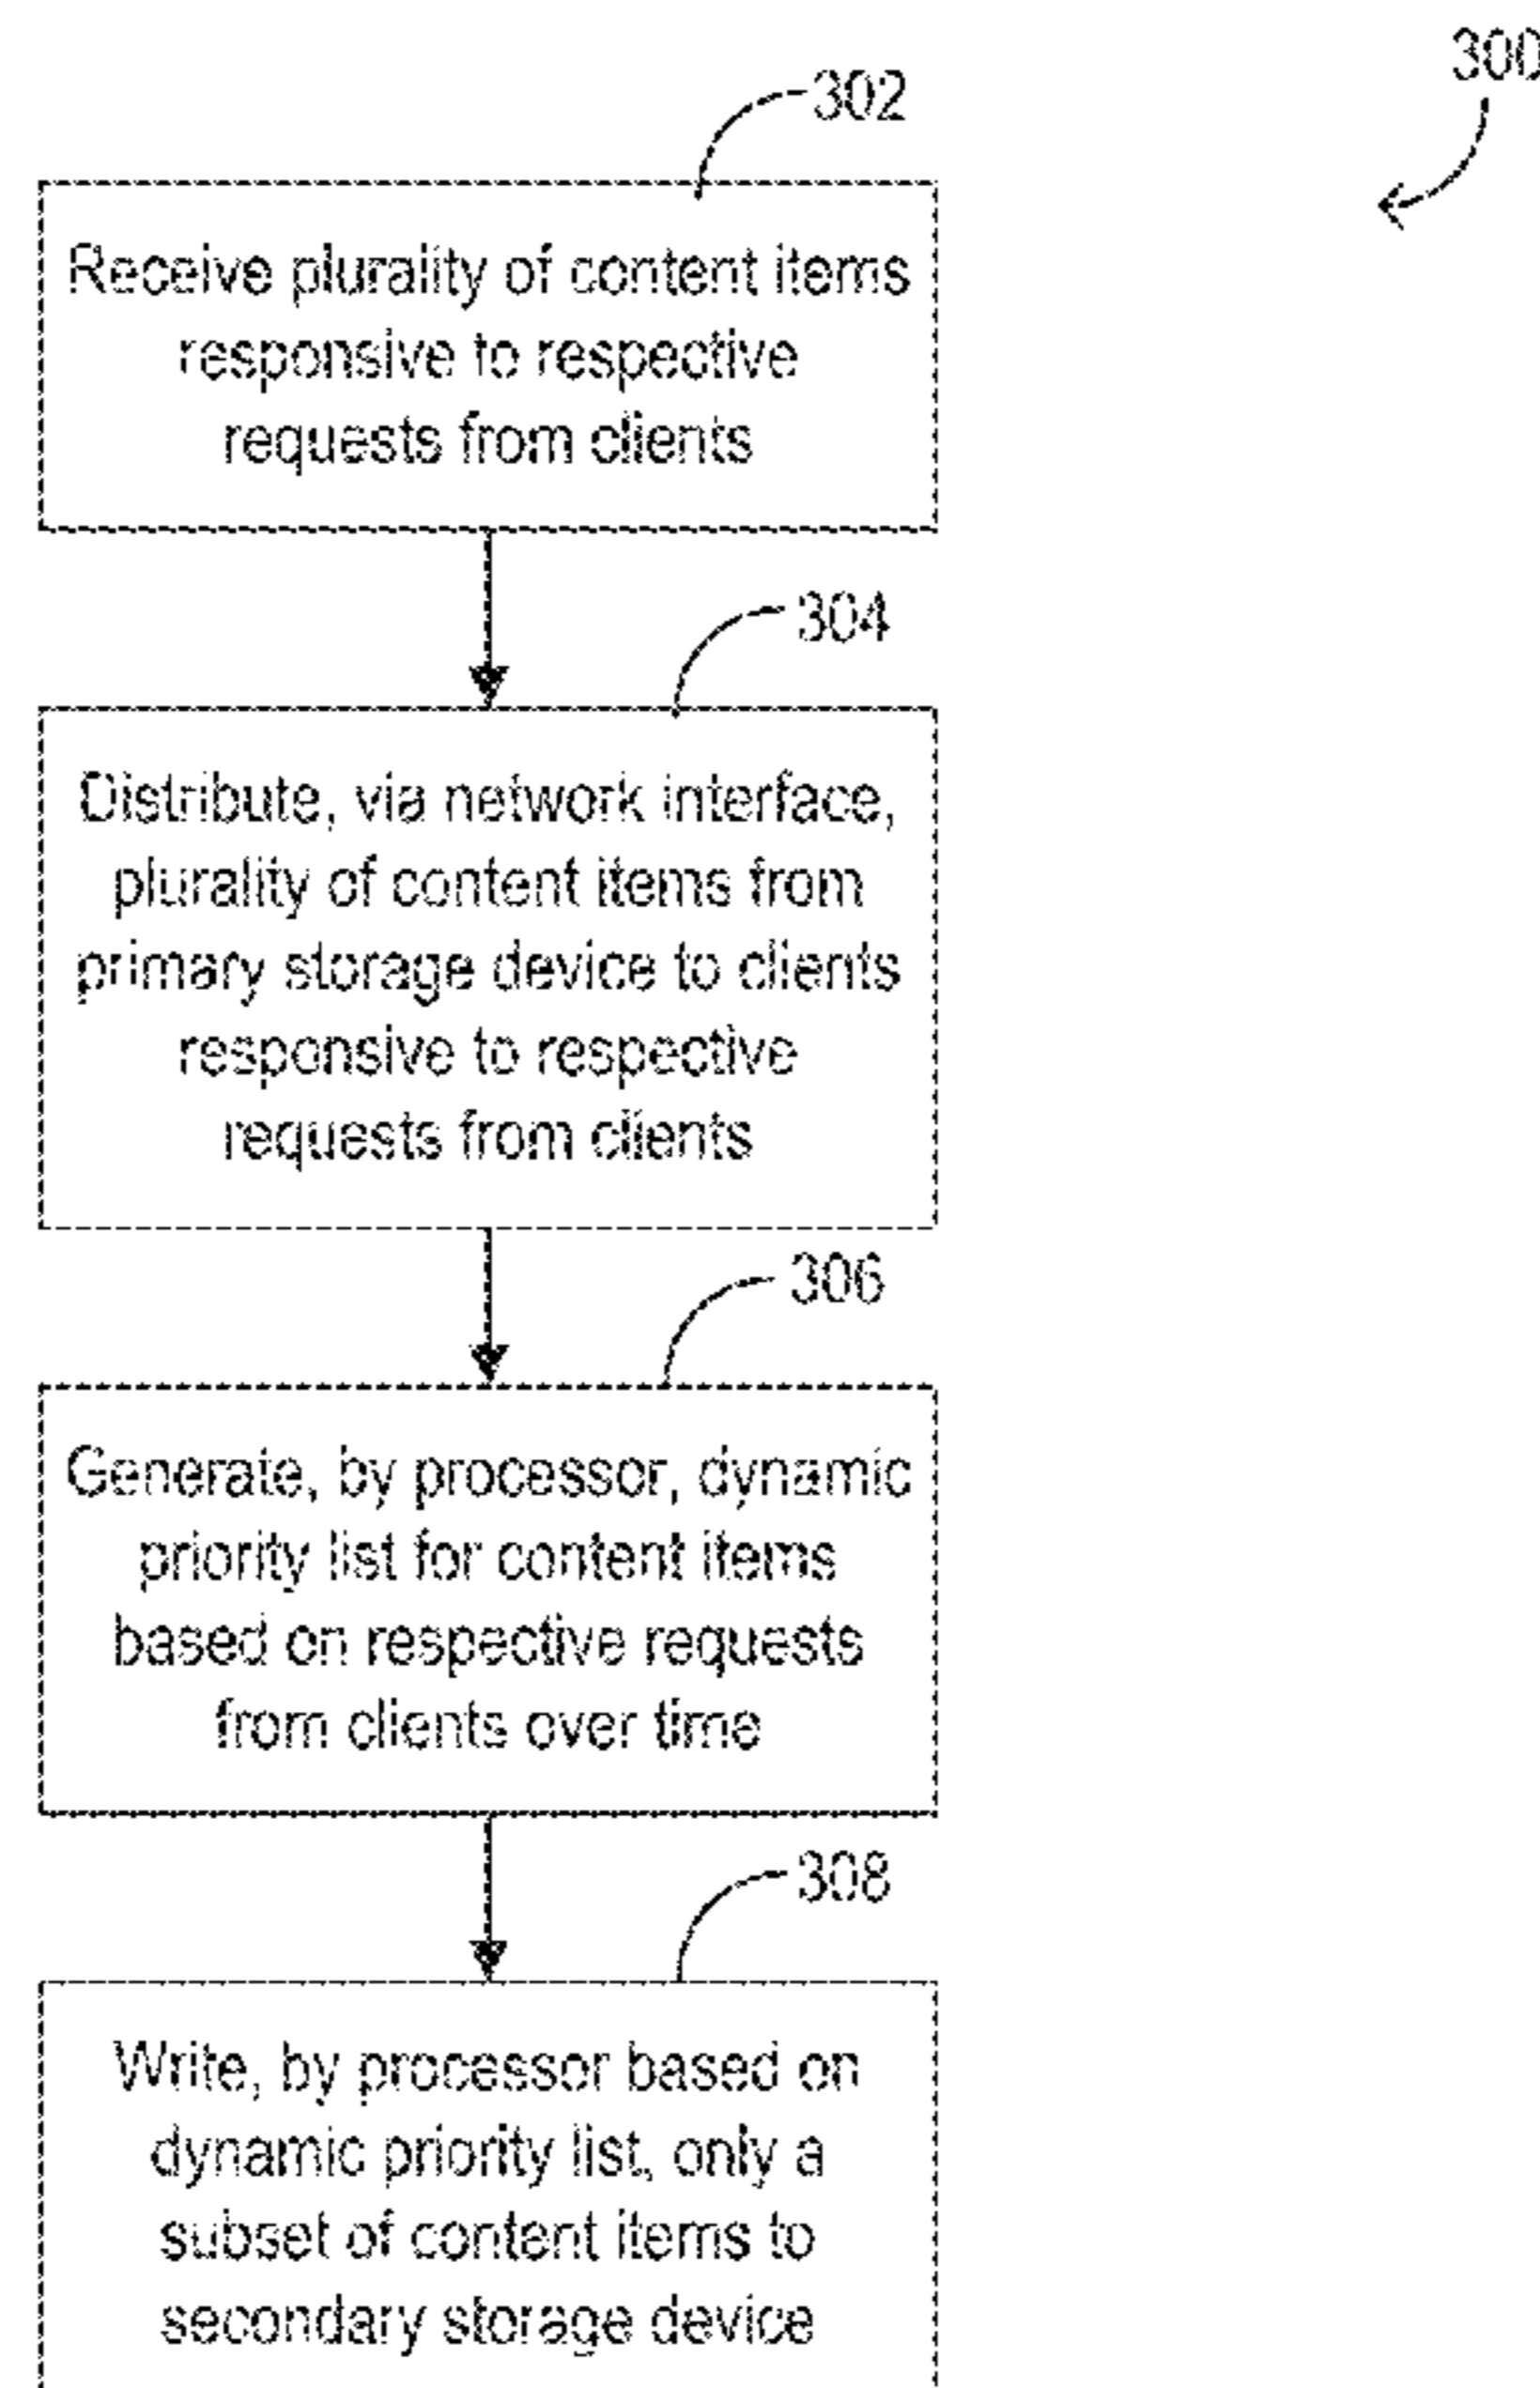 300
302
Receive plurality of content items
responsive to respective
requests from clients
304
Distribute, via network interface,
plurality of content items from
primary storage device to clients
responsive to respective
requests from clients
306
Generate, by processor, dynamic
priority list for content items
based on respective requests
from clients over time
308
Write, by processor based on
dynamic priority list, only a
subset of content items to
secondary storage device